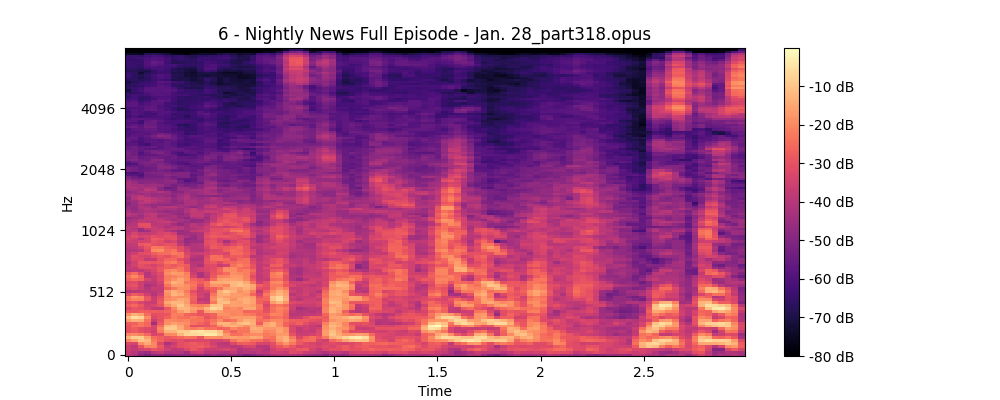 6 - Nightly News Full Episode - Jan. 28_part318.opus
4096
2048
1024
512
0
Hz
0
0.5
1
1.5
2
2.5
Time
-10 dB
-20 dB
-30 dB
-40 dB
-50 dB
-60 dB
-70 dB
-80 dB